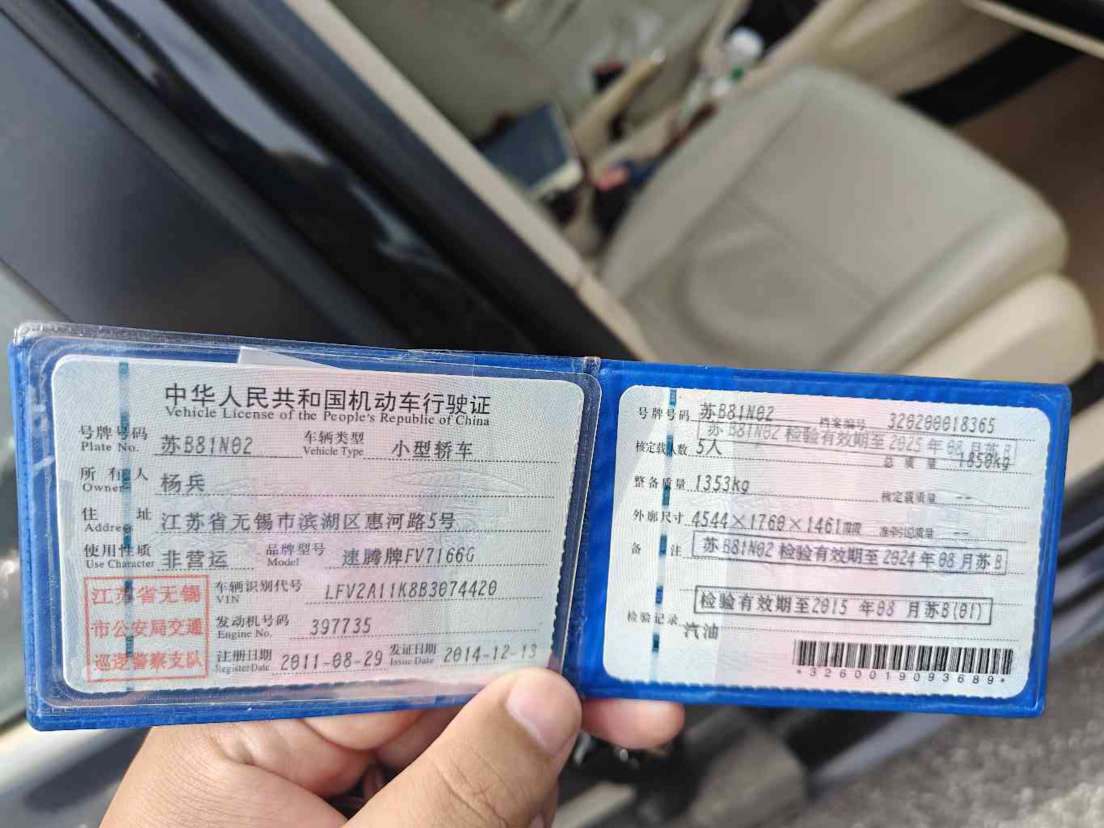 中华人民共和国机动车行驶证
Vehicle License of the People's Republic of China
号牌号码 苏B81N02 车辆类型 小型轿车
Plate No. Vehicle Type
所有人 杨兵
Owner
住址 江苏省无锡市滨湖区惠河路5号
Address
使用性质 非营运 品牌型号 速腾牌FV7166G
Use Character Model
江苏省无锡
市公安局交通
巡逻警察支队
车辆识别代号 LFV2A11K8B3074420
VIN
发动机号码 397735
Engine No.
注册日期 2011-08-29 发证日期 2014-12-13
Register Date Issue Date
号牌号码 苏B81N02 档案编号 320200018365
苏B81N02 检验有效期至2025年08月苏B
核定载人数 5人 总质量 1850kg
整备质量 1353kg 核定载质量 --
外廓尺寸 4544×1760×1461mm 准牵引总质量 --
备注 苏B81N02 检验有效期至2024年08月苏B
检验有效期至2015年08月苏B(01)
检验记录 汽油
*3260019093689*